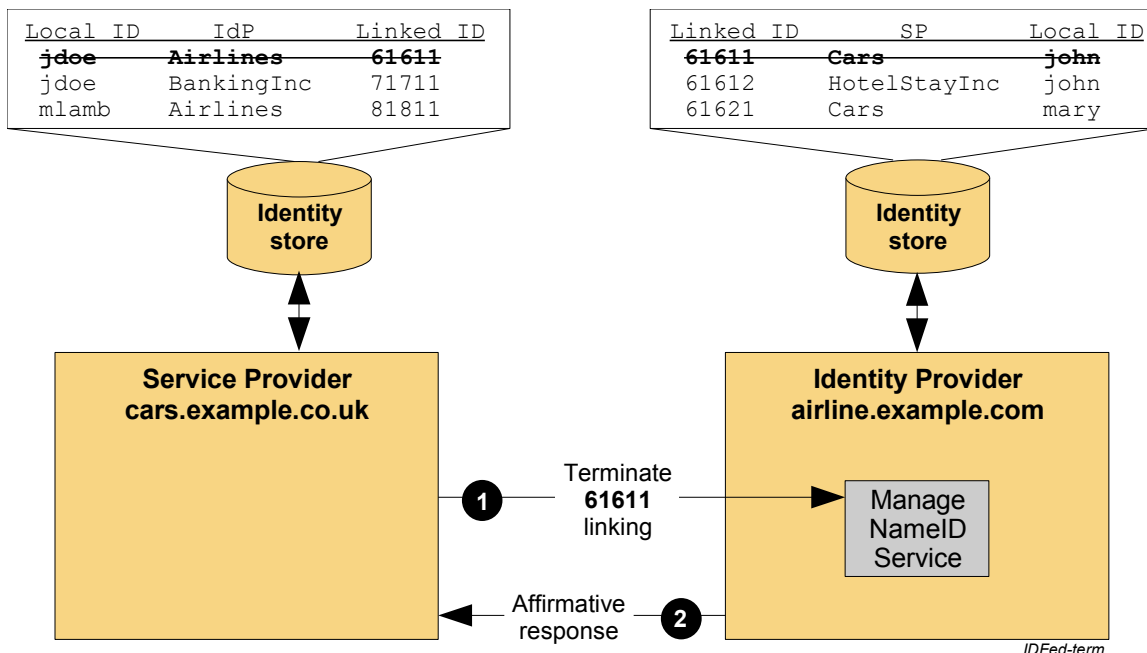 Local ID IdP Linked ID
jdoe Airlines 61611
jdoe BankingInc 71711
mlamb Airlines 81811
Linked ID SP Local ID
61611 Cars john
61612 HotelStayInc john
61621 Cars mary
Identity
store
Identity
store
Service Provider
cars.example.co.uk
Identity Provider
airline.example.com
1
Terminate
61611
linking
Manage
NameID
Service
Affirmative
response
2
IDFed-term